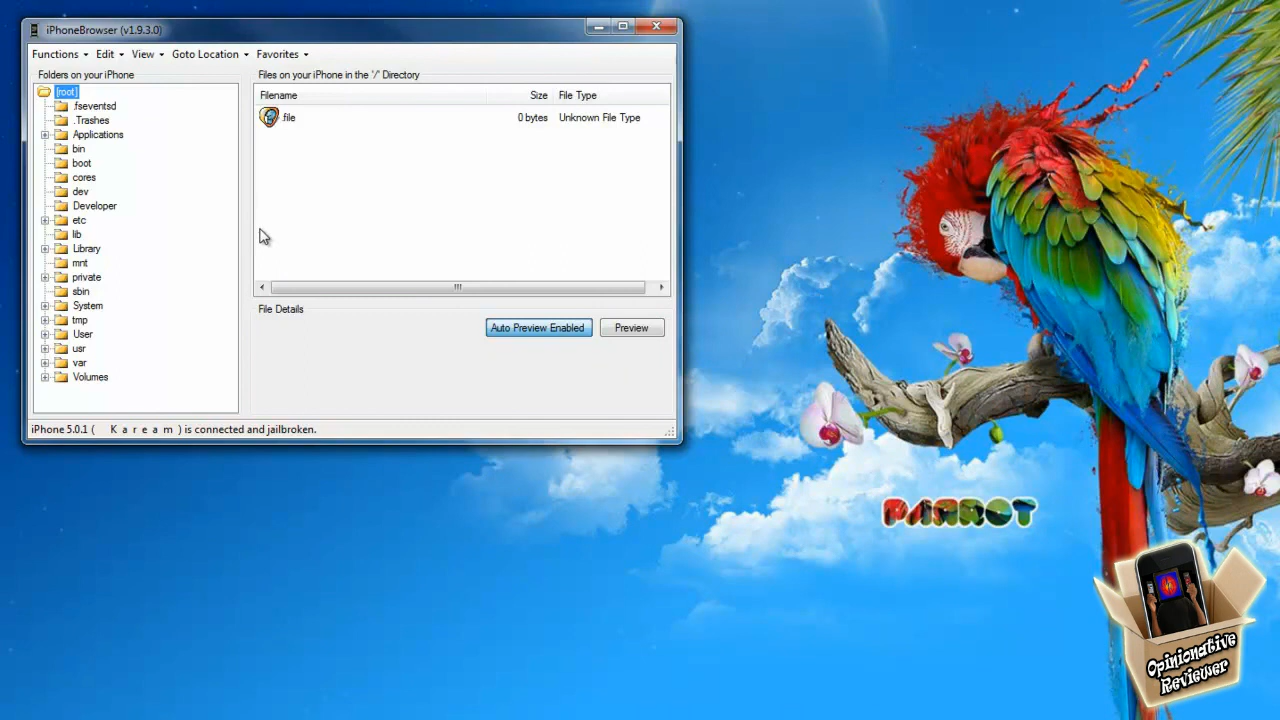 iPhoneBrowser (v1.9.3.0)
Functions Edit View Goto Location Favorites
Folders on your iPhone
[root]
.fseventsd
.Trashes
Applications
bin
boot
cores
dev
Developer
etc
lib
Library
mnt
private
sbin
System
tmp
User
usr
var
Volumes
Files on your iPhone in the '/' Directory
Filename Size File Type
.file 0 bytes Unknown File Type
File Details
Auto Preview Enabled Preview
iPhone 5.0.1 ( K a r e a m ) is connected and jailbroken.
PARROT
Opinionative
Reviewer